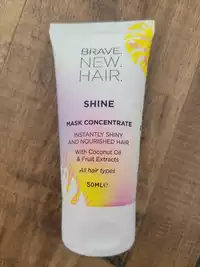 BRAVE.
NEW.
HAIR.
SHINE
MASK CONCENTRATE
INSTANTLY SHINY
AND NOURISHED HAIR
With Coconut Oil
& Fruit Extracts
All hair types
50ML℮